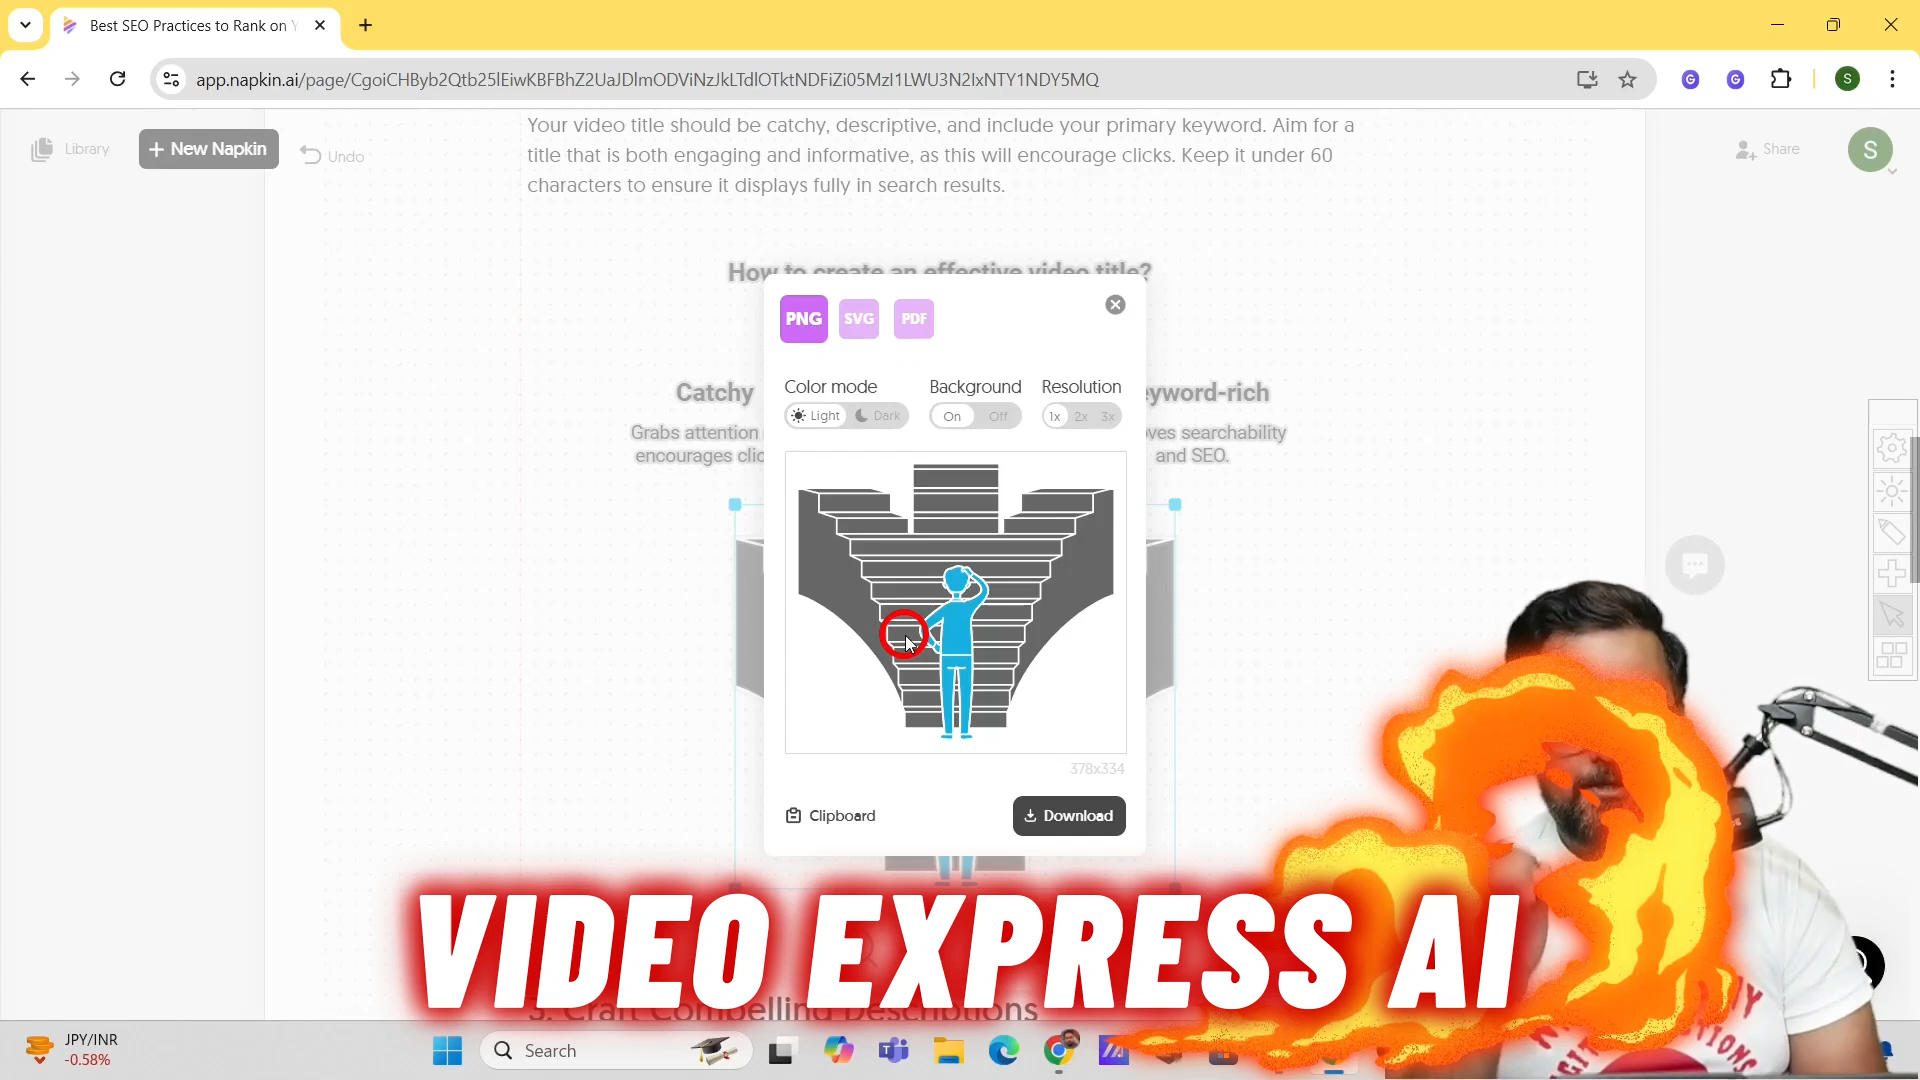 Best SEO Practices to Rank on Y
app.napkin.ai/page/CgoiCHByb2Qtb25lEiwKBFBhZ2UaJDlmODViNzJkLTdlOTktNDFiZi05MzI1LWU3N2IxNTY1NDY5MQ
S
Library
+ New Napkin
Undo
Share
S
Your video title should be catchy, descriptive, and include your primary keyword. Aim for a
title that is both engaging and informative, as this will encourage clicks. Keep it under 60
characters to ensure it displays fully in search results.
How to create an effective video title?
PNG SVG PDF
Color mode Background Resolution
Light Dark On Off 1x 2x 3x
Catchy
eyword-rich
Grabs attention
encourages clic
ves searchability
and SEO.
378x334
Clipboard
Download
VIDEO EXPRESS AI
3. Craft Compelling Descriptions
JPY/INR
-0.58%
Search